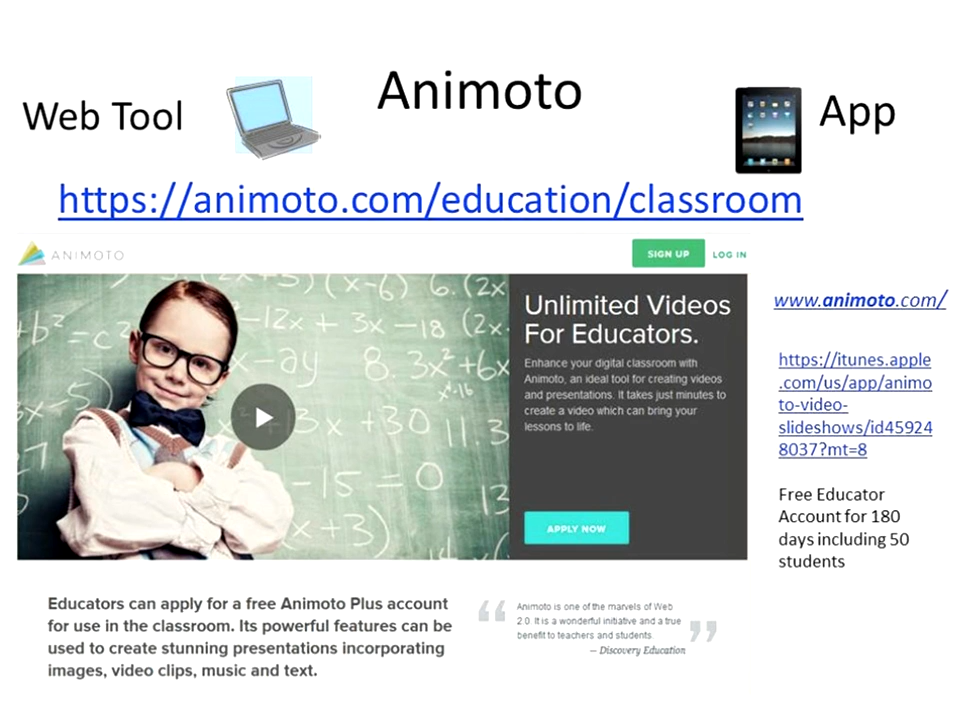 Animoto
Web Tool
App
https://animoto.com/education/classroom
ANIMOTO
SIGN UP
LOG IN
Unlimited Videos
For Educators.
Enhance your digital classroom with
Animoto, an ideal tool for creating videos
and presentations. It takes just minutes to
create a video which can bring your
lessons to life.
APPLY NOW
www.animoto.com/
https://itunes.apple
.com/us/app/animo
to-video-
slideshows/id45924
8037?mt=8
Free Educator
Account for 180
days including 50
students
Educators can apply for a free Animoto Plus account
for use in the classroom. Its powerful features can be
used to create stunning presentations incorporating
images, video clips, music and text.
“ Animoto is one of the marvels of Web
2.0. It is a wonderful initiative and a true
benefit to teachers and students. ”
– Discovery Education